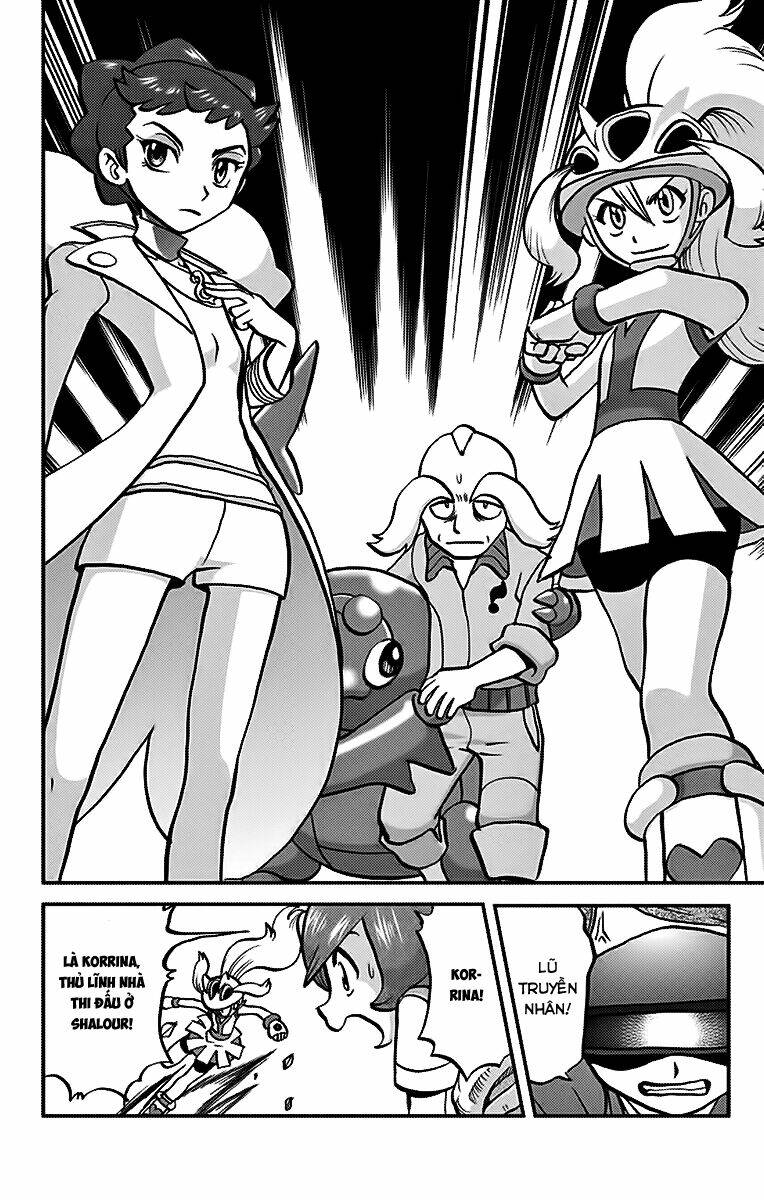 LŨ
TRUYỀN
NHÂN!
KOR-
RINA!
LÀ KORRINA,
THỦ LĨNH NHÀ
THI ĐẤU Ở
SHALOUR!